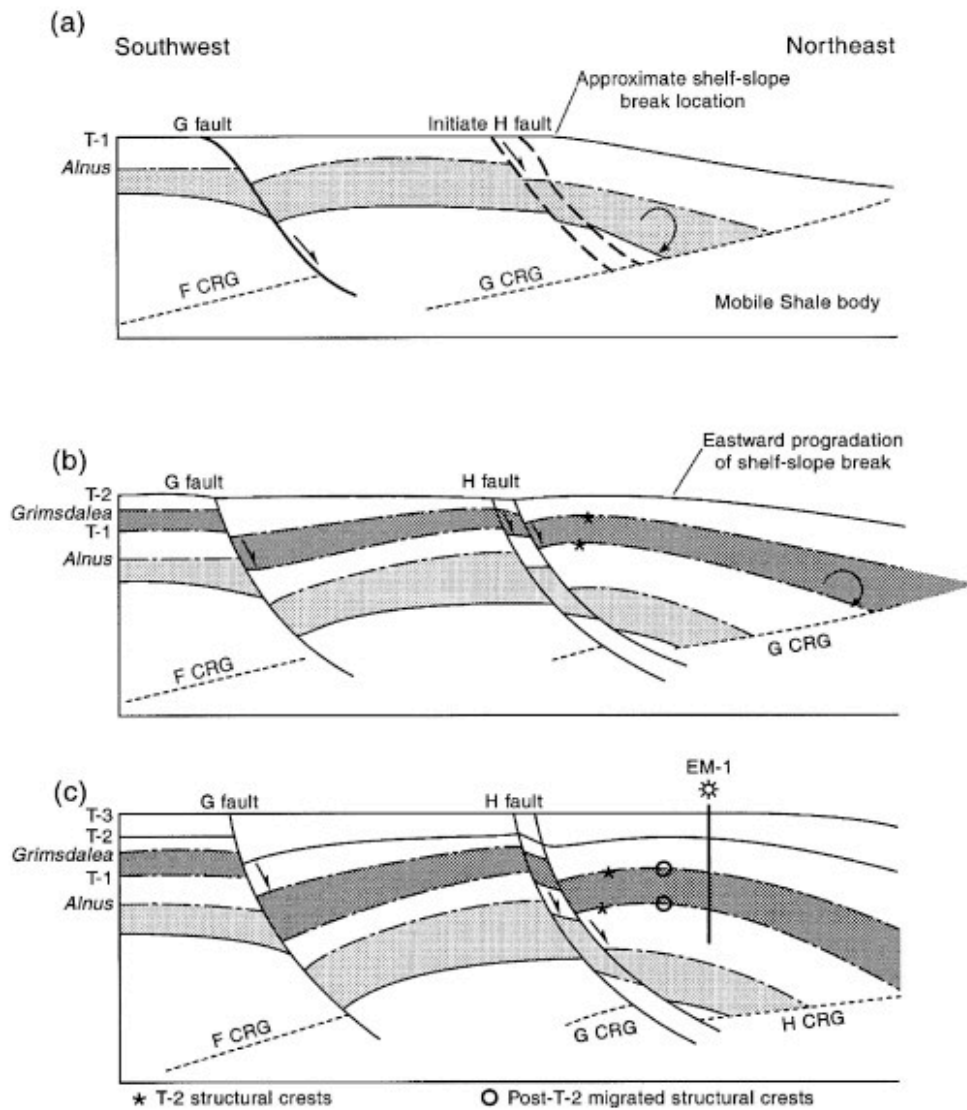 (a)
Southwest
Northeast
Approximate shelf-slope
break location
G fault
Initiate H fault
T-1
Alnus
F CRG
G CRG
Mobile Shale body
(b)
Eastward progradation
of shelf-slope break
G fault
H fault
T-2
Grimsdalea
T-1
Alnus
F CRG
G CRG
(c)
EM-1
G fault
H fault
T-3
T-2
Grimsdalea
T-1
Alnus
F CRG
G CRG
H CRG
* T-2 structural crests
O Post-T-2 migrated structural crests